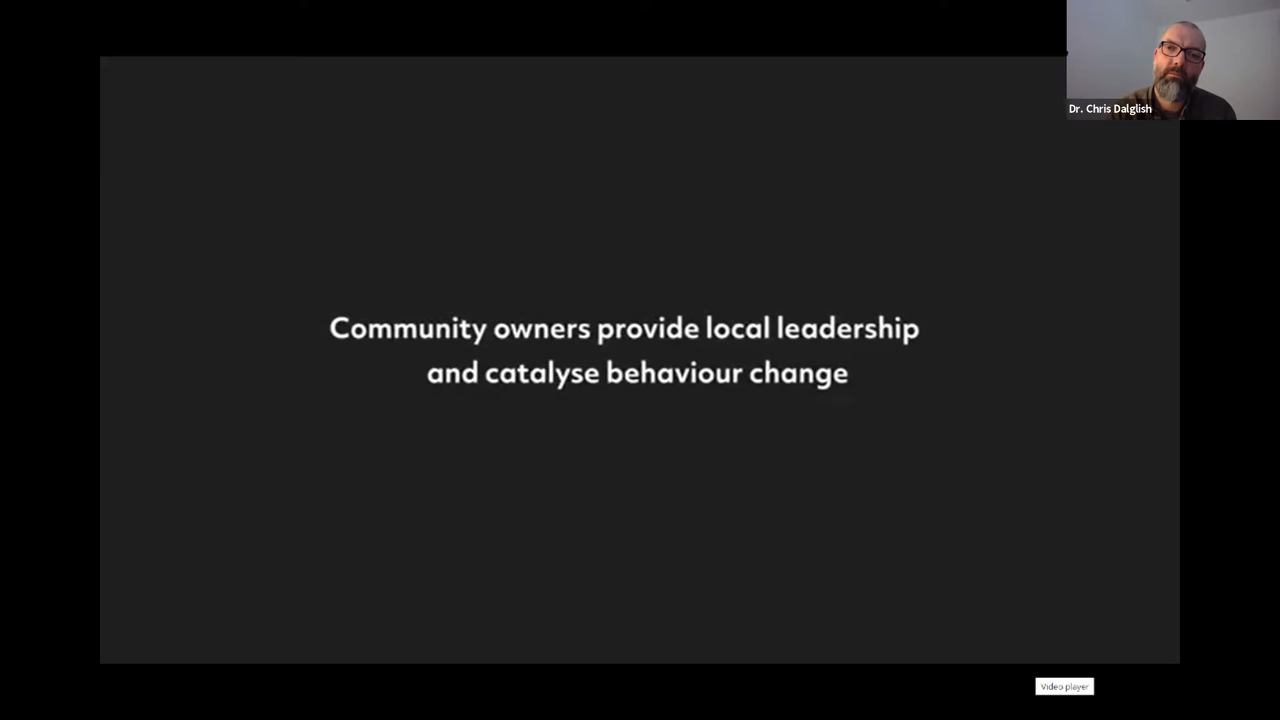 Dr. Chris Dalglish
Community owners provide local leadership
and catalyse behaviour change
Video player